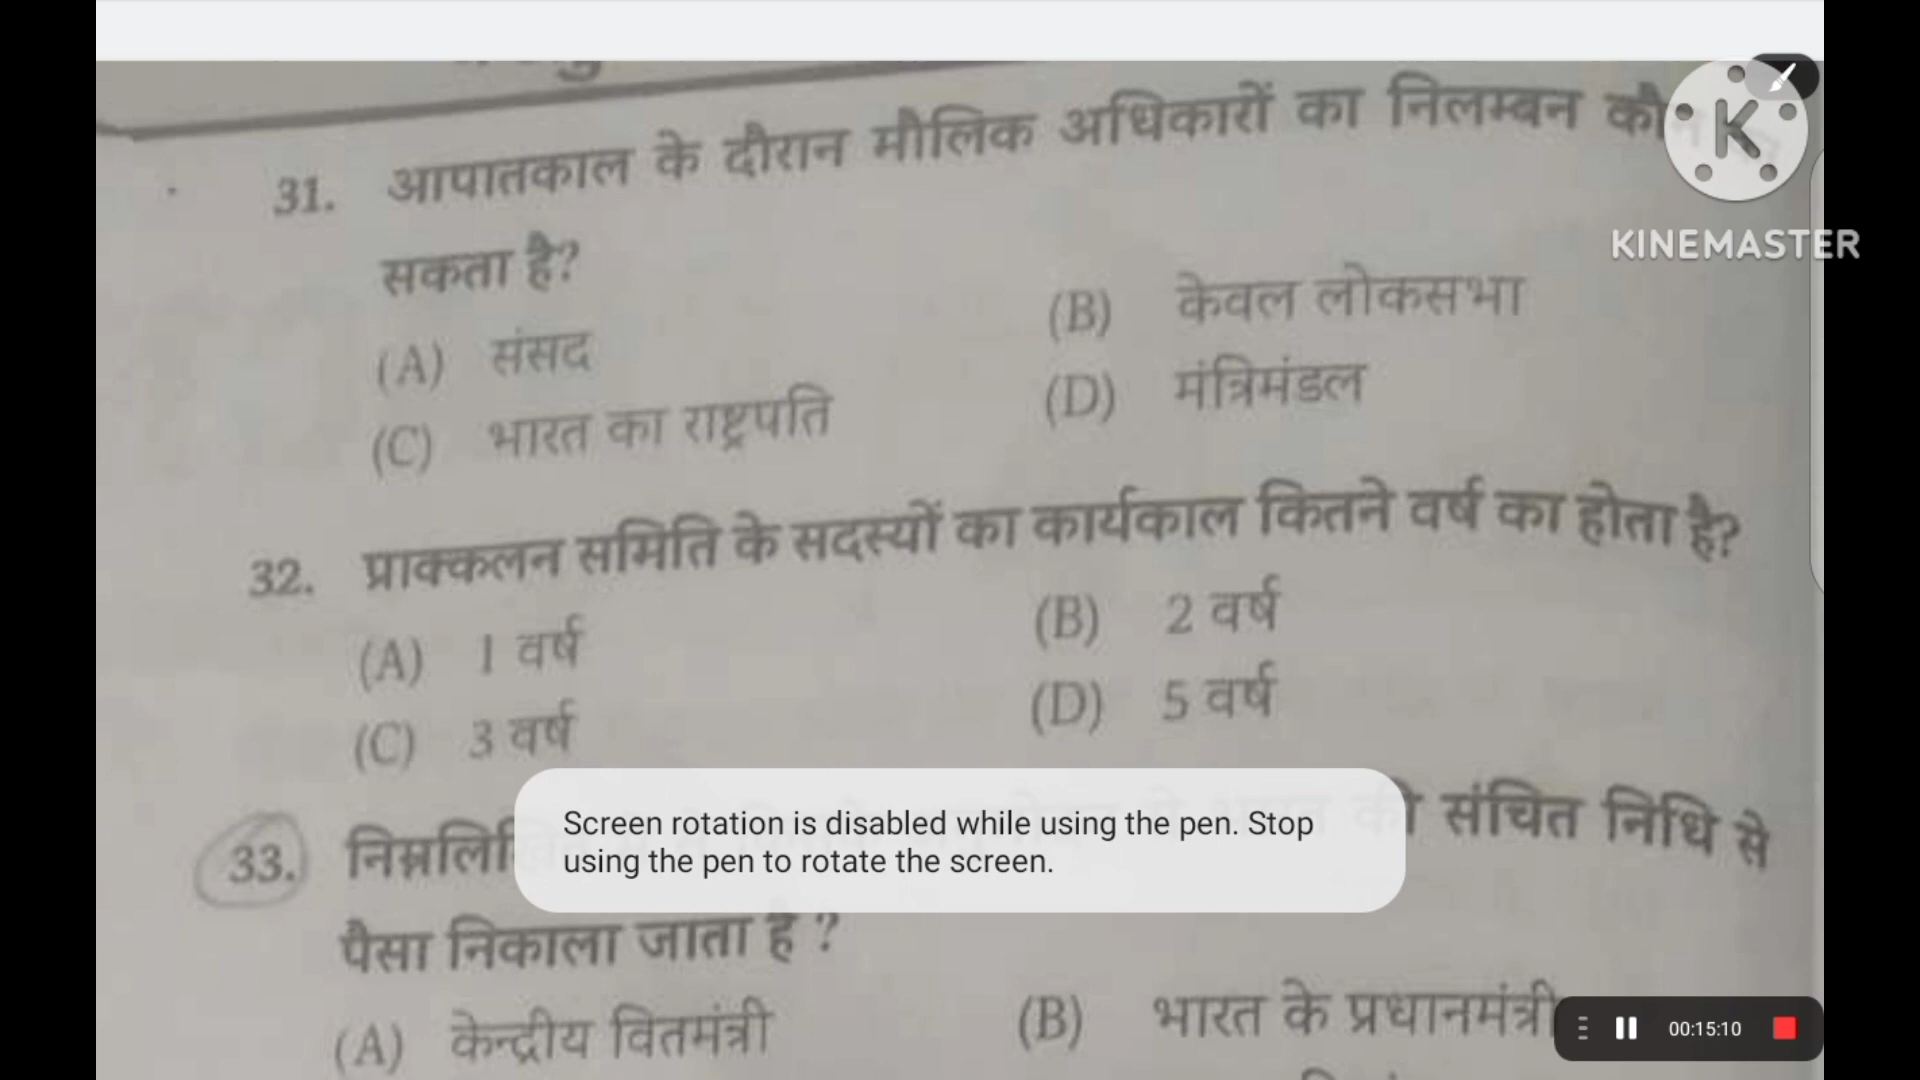 31. आपातकाल के दौरान मौलिक अधिकारों का निलम्बन
सकता है?
(A) संसद
(B) केवल लोकसभा
(C) भारत का राष्ट्रपति
(D) मंत्रिमंडल
32. प्राक्कलन समिति के सदस्यों का कार्यकाल कितने वर्ष का होता है?
(A) 1 वर्ष
(B) 2 वर्ष
(C) 3 वर्ष
(D) 5 वर्ष
33. की संचित निधि से
पैसा निकाला जाता है ?
(A) केन्द्रीय वितमंत्री
(B) भारत के प्रधानमंत्री
Screen rotation is disabled while using the pen. Stop
using the pen to rotate the screen.
K
KINEMASTER
00:15:10